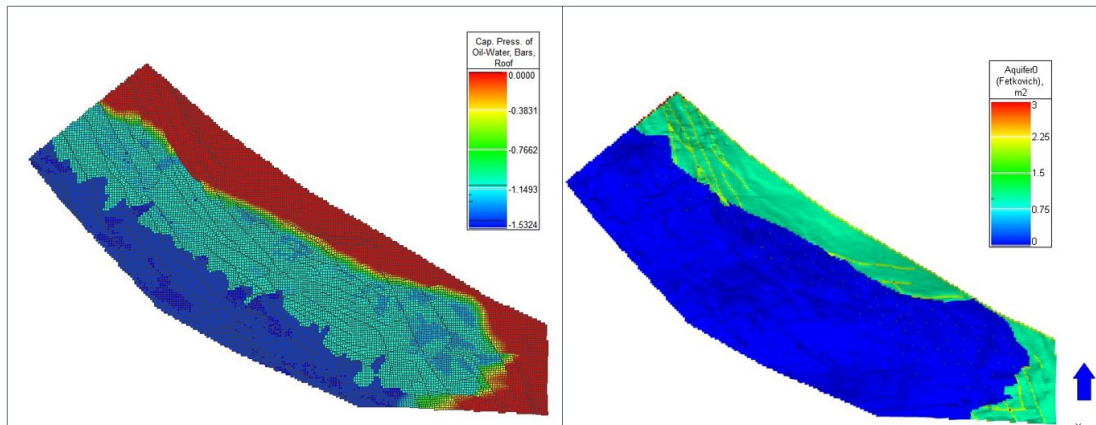 Cap. Press. of
Oil-Water, Bars,
Roof
0.0000
-0.3831
-0.7662
-1.1493
-1.5324
Aquifer0
(Fetkovich),
m2
3
2.25
1.5
0.75
0